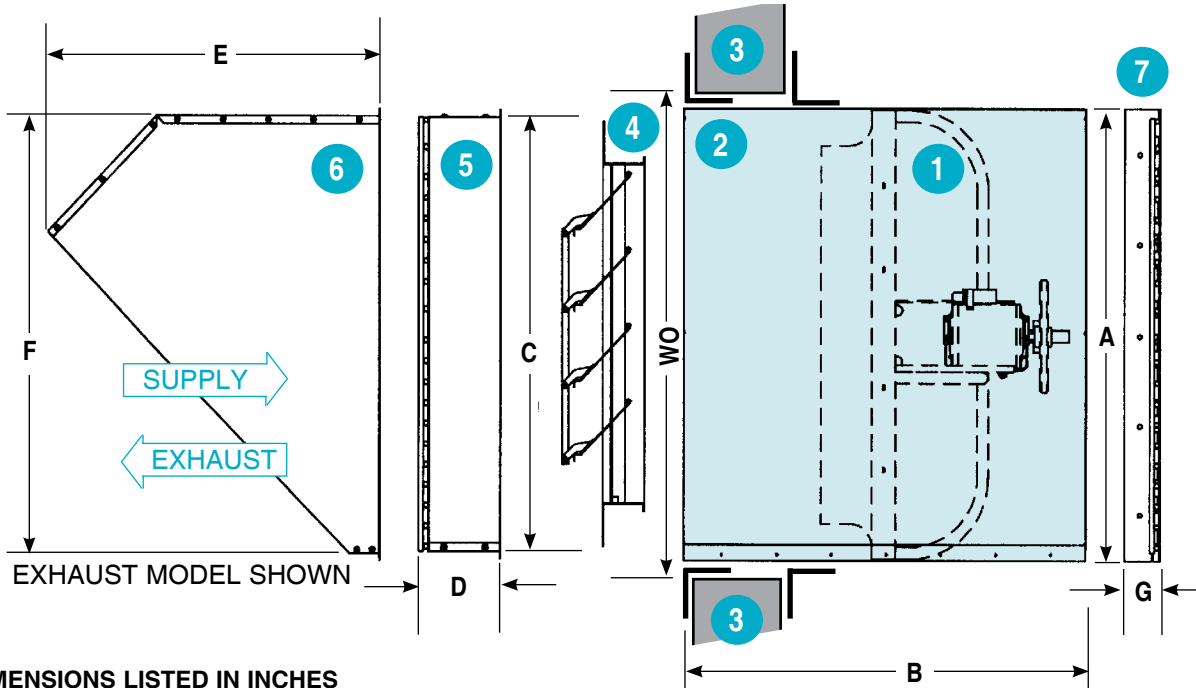 E
3
7
6
5
4
2
1
F
C
WO
A
SUPPLY
EXHAUST
EXHAUST MODEL SHOWN
D
G
3
B
MENSIONS LISTED IN INCHES